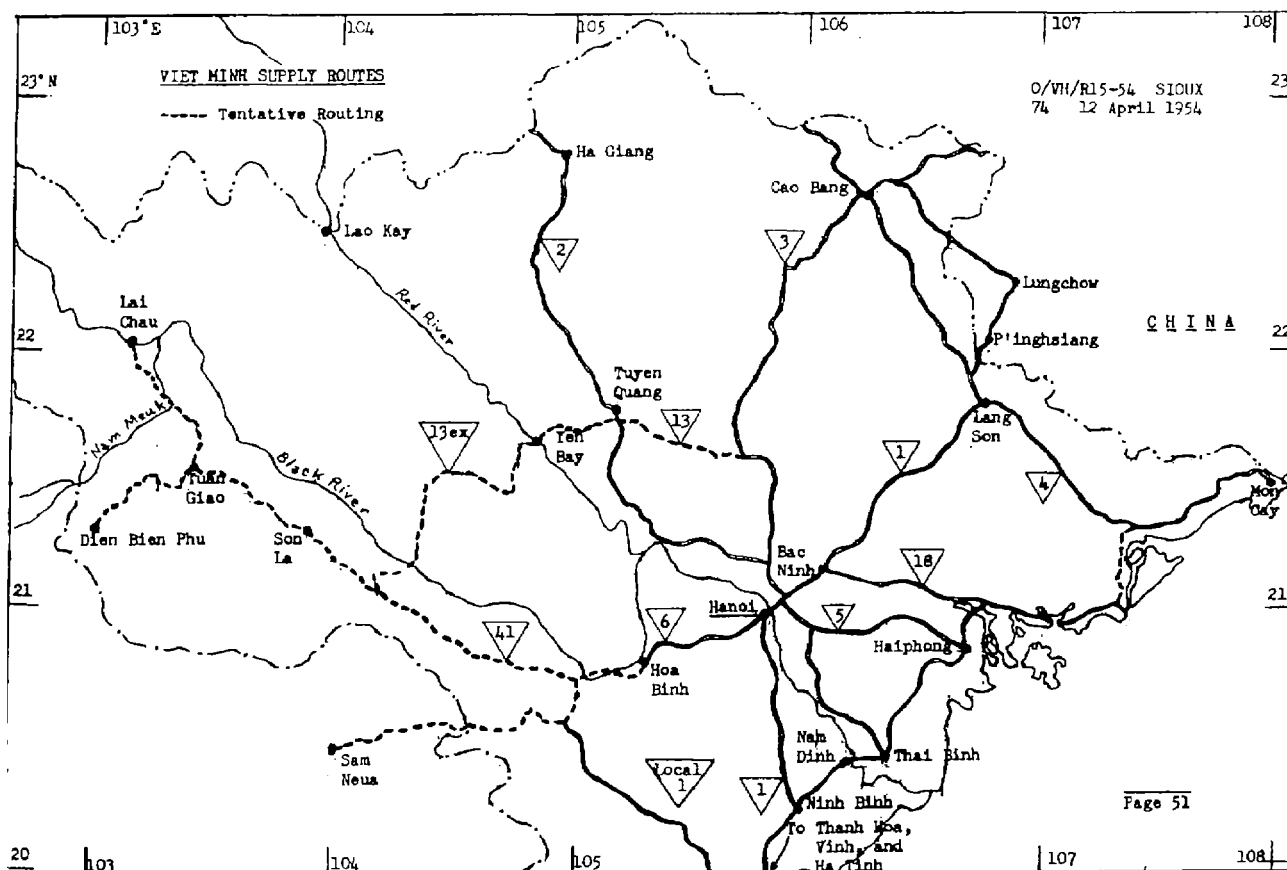 103°E 104 105 106 107 108
VIET MINH SUPPLY ROUTES
---- Tentative Routing
O/VH/R15-54 SIOUX
74 12 April 1954
23°N
23
Ha Giang
Cao Bang
Lao Kay
2
3
Lungchow
Lai
Chau
Red River
CHINA
22
22
P'inghsiang
Tuyen
Quang
13
Lang
Son
Nam Meuk
13ex
Yen
Bay
1
4
Black River
Tuan
Giao
Mon
Cay
Dien Bien Phu
Son
La
Bac
Ninh
18
21
21
Hanoi
5
6
41
Haiphong
Hoa
Binh
Nam
Dinh
Thai Binh
Sam
Neua
Local
1
1
Ninh Binh
Page 51
To Thanh Hoa,
Vinh, and
Ha Tinh
20
103 104 105 107 108